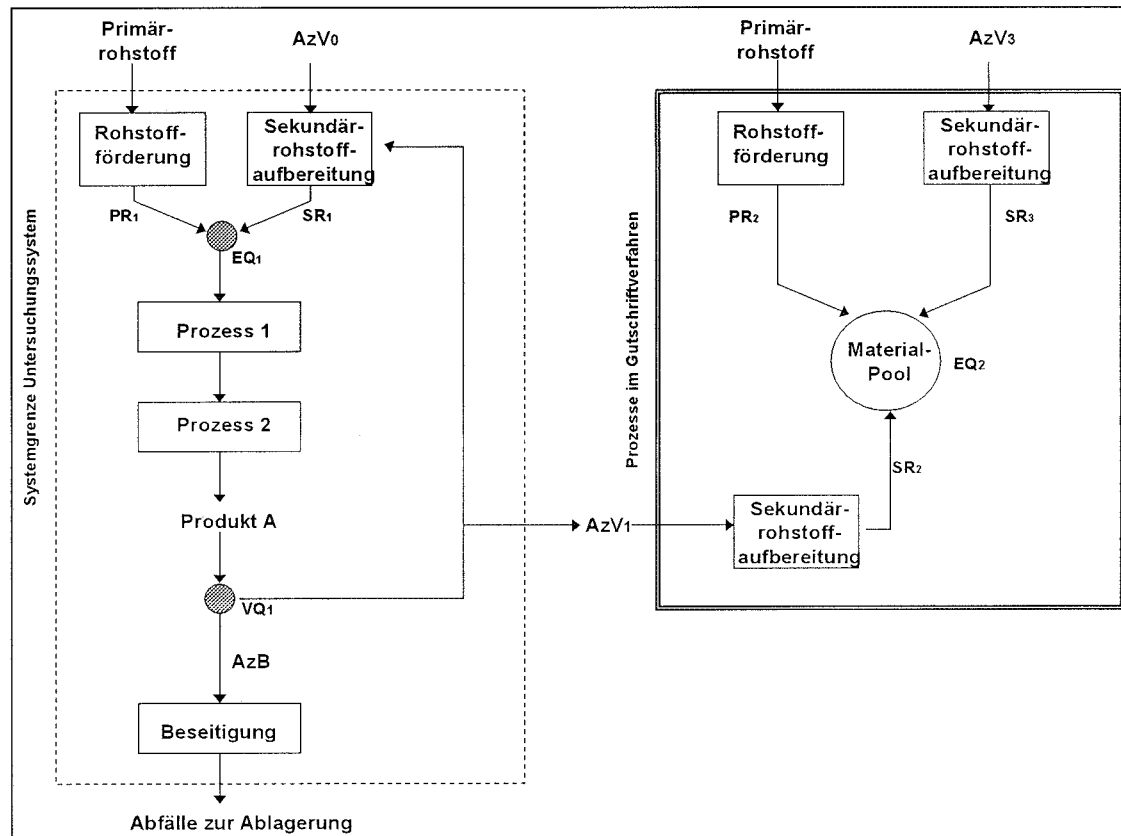 Primär-
rohstoff
AzV0
Rohstoff-
förderung
Sekundär-
rohstoff-
aufbereitung
PR1
SR1
EQ1
Prozess 1
Prozess 2
Produkt A
VQ1
AzB
Beseitigung
Abfälle zur Ablagerung
Systemgrenze Untersuchungssystem
AzV1
Primär-
rohstoff
AzV3
Rohstoff-
förderung
Sekundär-
rohstoff-
aufbereitung
PR2
SR3
Material-
Pool
EQ2
SR2
Sekundär-
rohstoff-
aufbereitung
Prozesse im Gutschriftverfahren